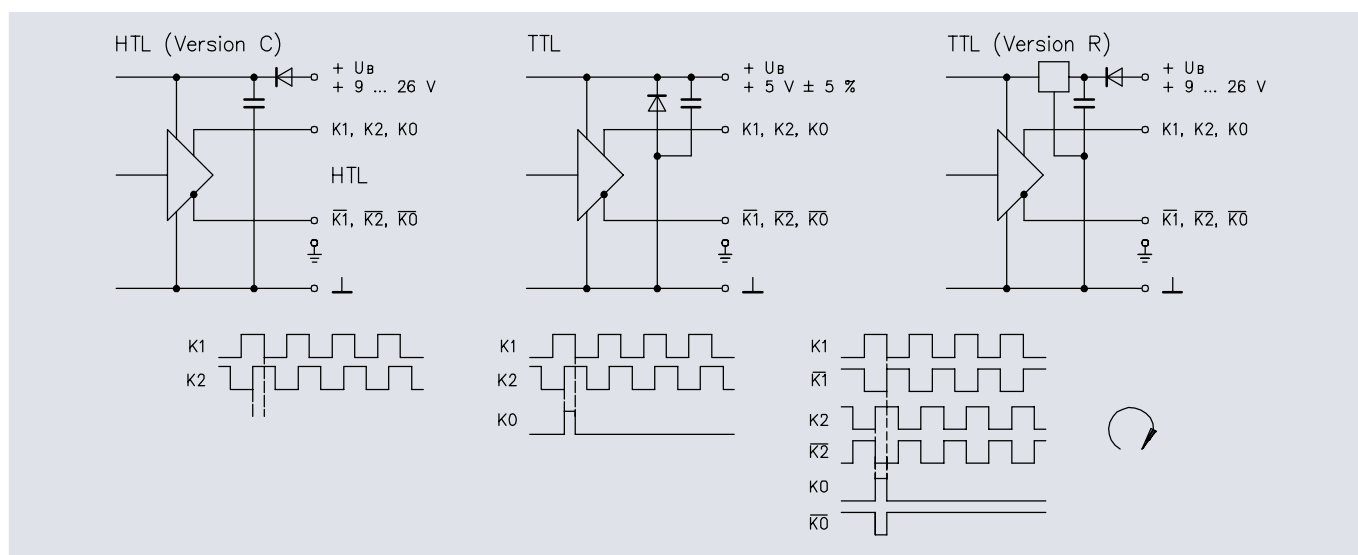 HTL (Version C)
+ UB
+ 9 ... 26 V
K1, K2, K0
HTL
K̅1̅, K̅2̅, K̅0̅
TTL
+ UB
+ 5 V ± 5 %
K1, K2, K0
K̅1̅, K̅2̅, K̅0̅
TTL (Version R)
+ UB
+ 9 ... 26 V
K1, K2, K0
K̅1̅, K̅2̅, K̅0̅
K1
K2
K1
K2
K0
K1
K̅1̅
K2
K̅2̅
K0
K̅0̅